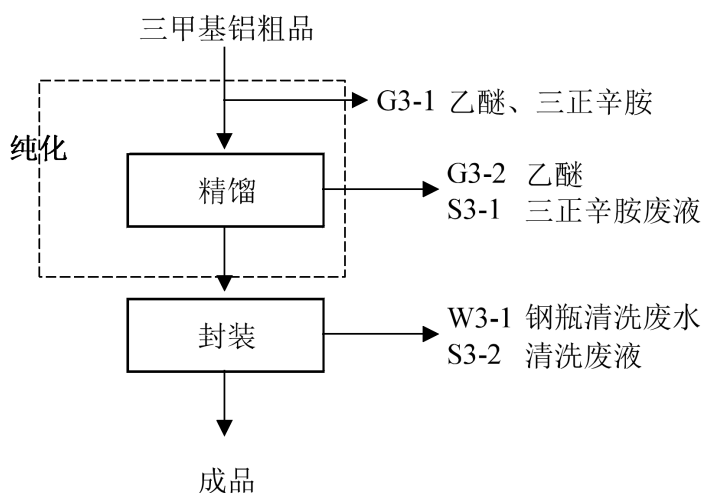 三甲基铝粗品
G3-1 乙醚、三正辛胺
纯化
精馏
G3-2 乙醚
S3-1 三正辛胺废液
封装
W3-1 钢瓶清洗废水
S3-2 清洗废液
成品